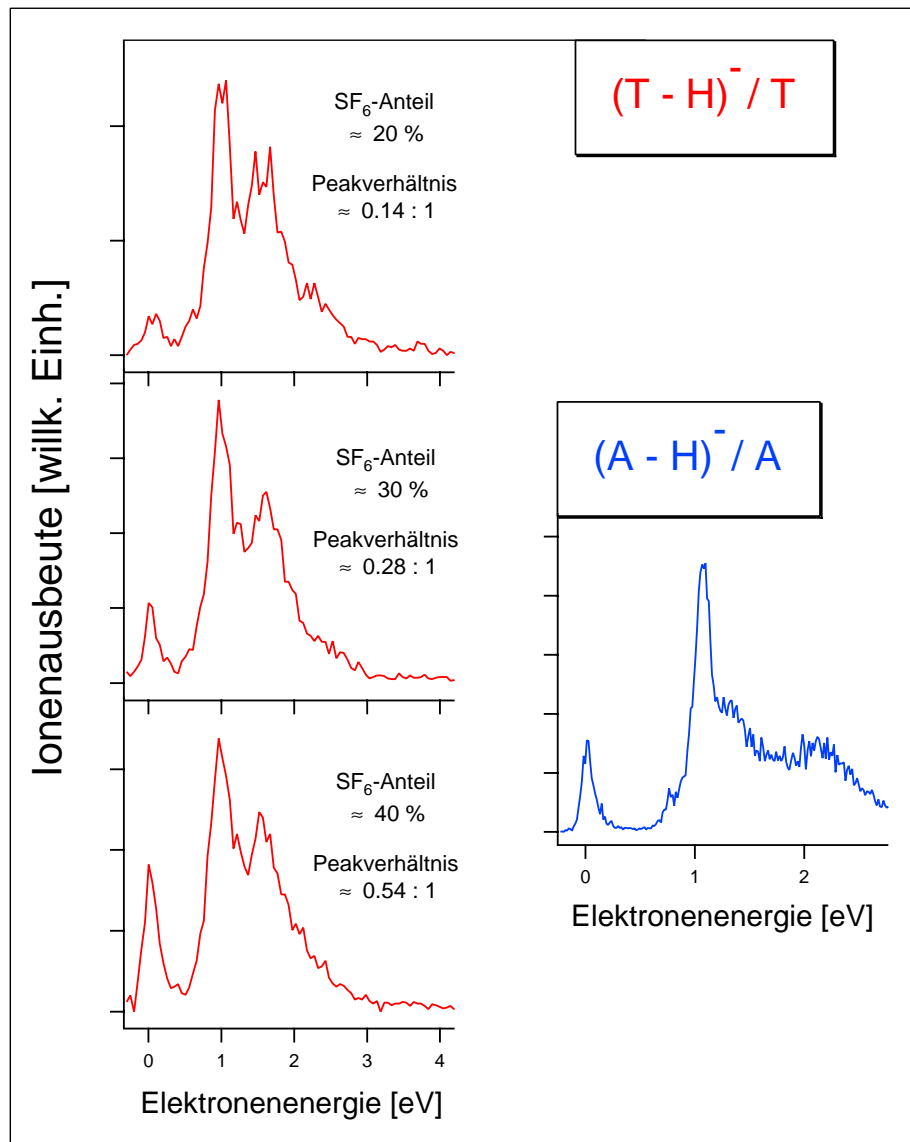 (T - H)⁻ / T
SF₆-Anteil
≈ 20 %
Peakverhältnis
≈ 0.14 : 1
SF₆-Anteil
≈ 30 %
Peakverhältnis
≈ 0.28 : 1
SF₆-Anteil
≈ 40 %
Peakverhältnis
≈ 0.54 : 1
Ionenausbeute [willk. Einh.]
0 1 2 3 4
Elektronenenergie [eV]
(A - H)⁻ / A
0 1 2
Elektronenenergie [eV]